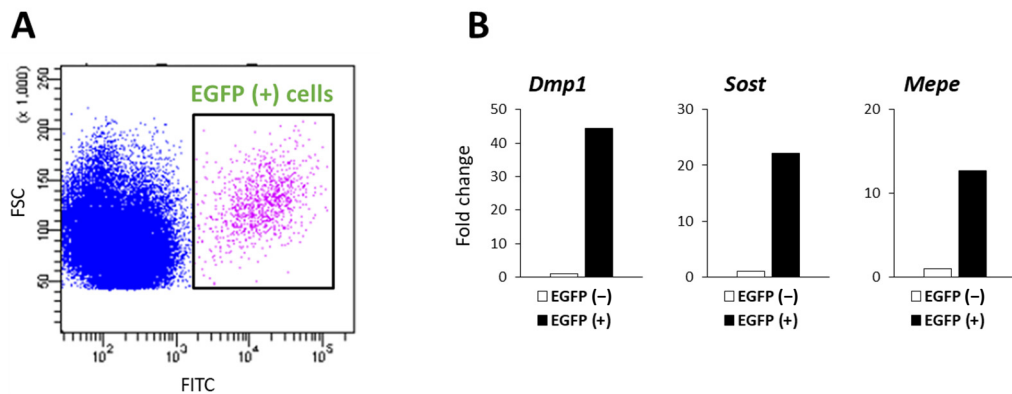 A
B
EGFP (+) cells
(x 1,000)
250
200
150
100
50
FSC
10²
10³
10⁴
10⁵
FITC
Dmp1
Sost
Mepe
Fold change
50
40
30
20
10
0
30
20
10
0
20
10
0
EGFP (−)
EGFP (+)
EGFP (−)
EGFP (+)
EGFP (−)
EGFP (+)